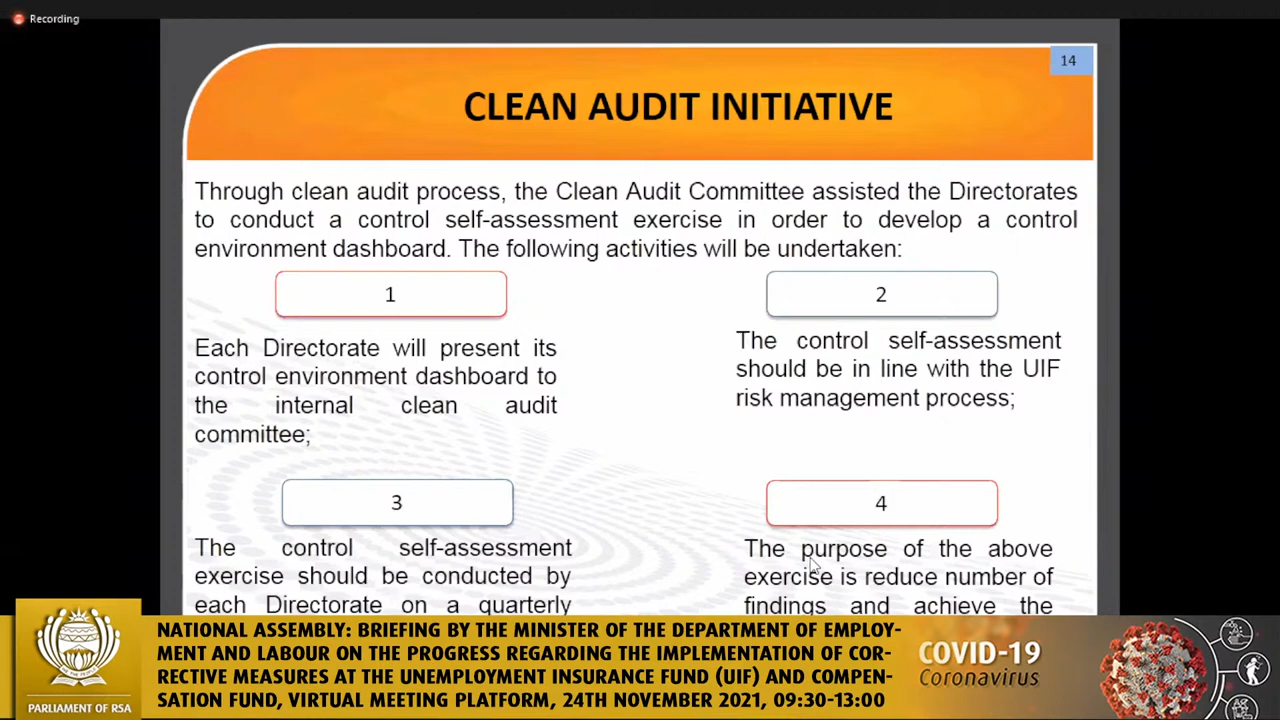 Recording
14
CLEAN AUDIT INITIATIVE
Through clean audit process, the Clean Audit Committee assisted the Directorates
to conduct a control self-assessment exercise in order to develop a control
environment dashboard. The following activities will be undertaken:
1
Each Directorate will present its
control environment dashboard to
the internal clean audit
committee;
2
The control self-assessment
should be in line with the UIF
risk management process;
3
The control self-assessment
exercise should be conducted by
each Directorate on a quarterly
4
The purpose of the above
exercise is reduce number of
findings and achieve the
PARLIAMENT OF RSA
NATIONAL ASSEMBLY: BRIEFING BY THE MINISTER OF THE DEPARTMENT OF EMPLOY-
MENT AND LABOUR ON THE PROGRESS REGARDING THE IMPLEMENTATION OF COR-
RECTIVE MEASURES AT THE UNEMPLOYMENT INSURANCE FUND (UIF) AND COMPEN-
SATION FUND, VIRTUAL MEETING PLATFORM, 24TH NOVEMBER 2021, 09:30-13:00
COVID-19
Coronavirus